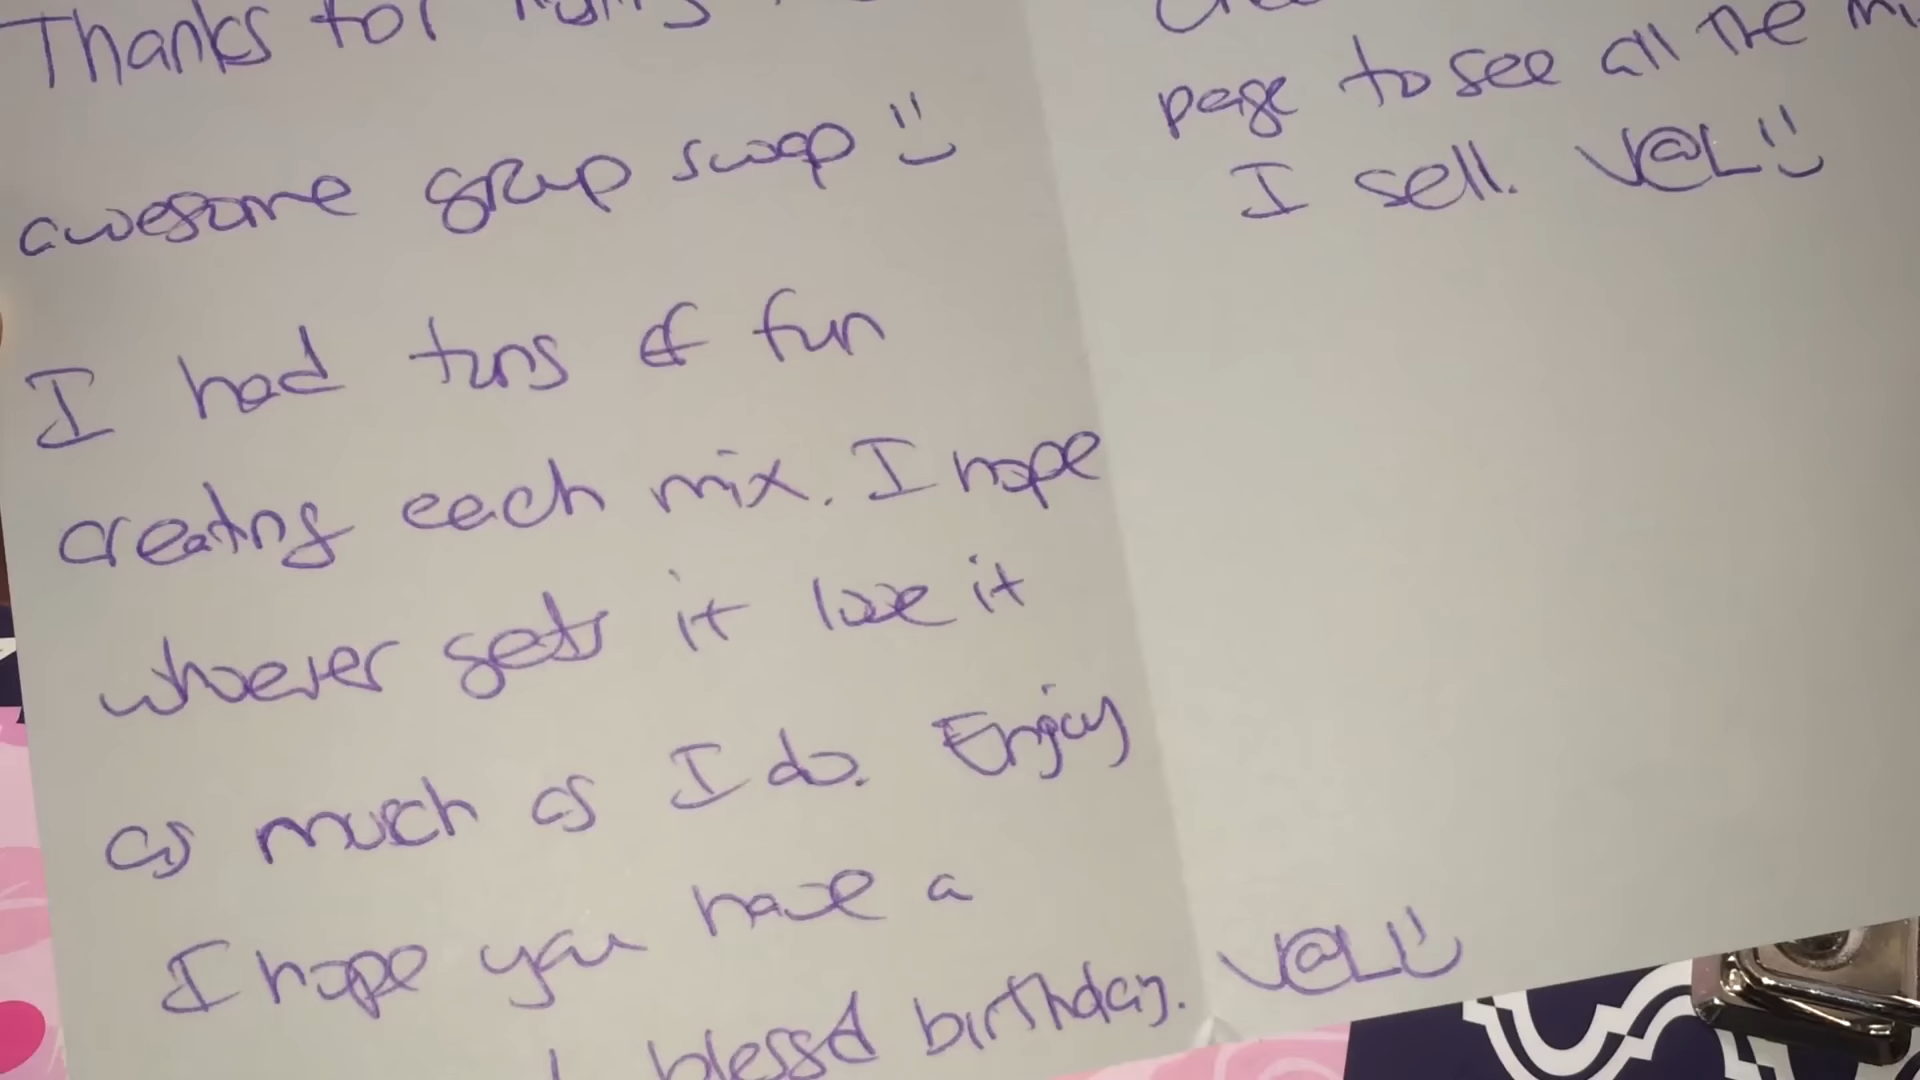 Thanks for
awesome group swap
I had tons of fun
creating each mix. I hope
whoever gets it love it
as much as I do. Enjoy
I hope you have a
blessed birthday. V@L
page to see all the
I sell. V@L